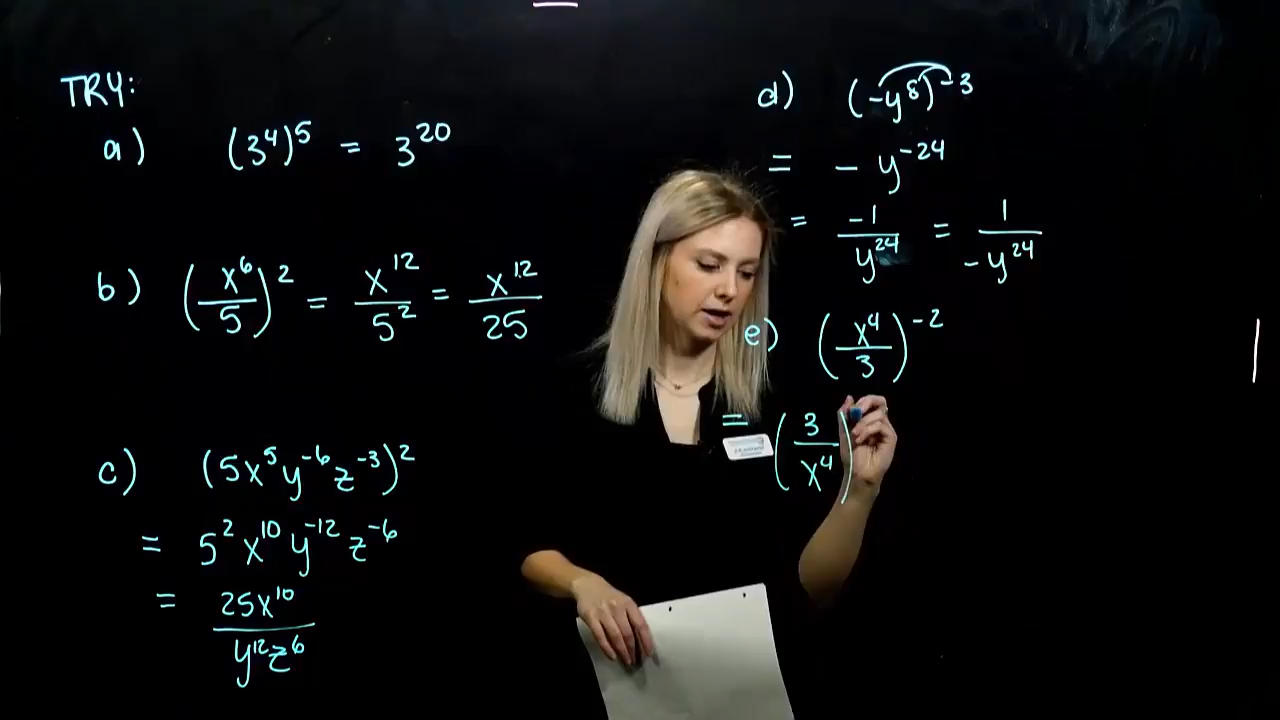 TRY:
a) (3⁴)⁵ = 3²⁰
b) (x⁶/5)² = x¹²/5² = x¹²/25
c) (5x⁵y⁻⁶z⁻³)²
= 5²x¹⁰y⁻¹²z⁻⁶
= 25x¹⁰/y¹²z⁶
d) (-y⁸)⁻³
= -y⁻²⁴
= -1/y²⁴ = 1/-y²⁴
e) (x⁴/3)⁻²
= (3/x⁴)